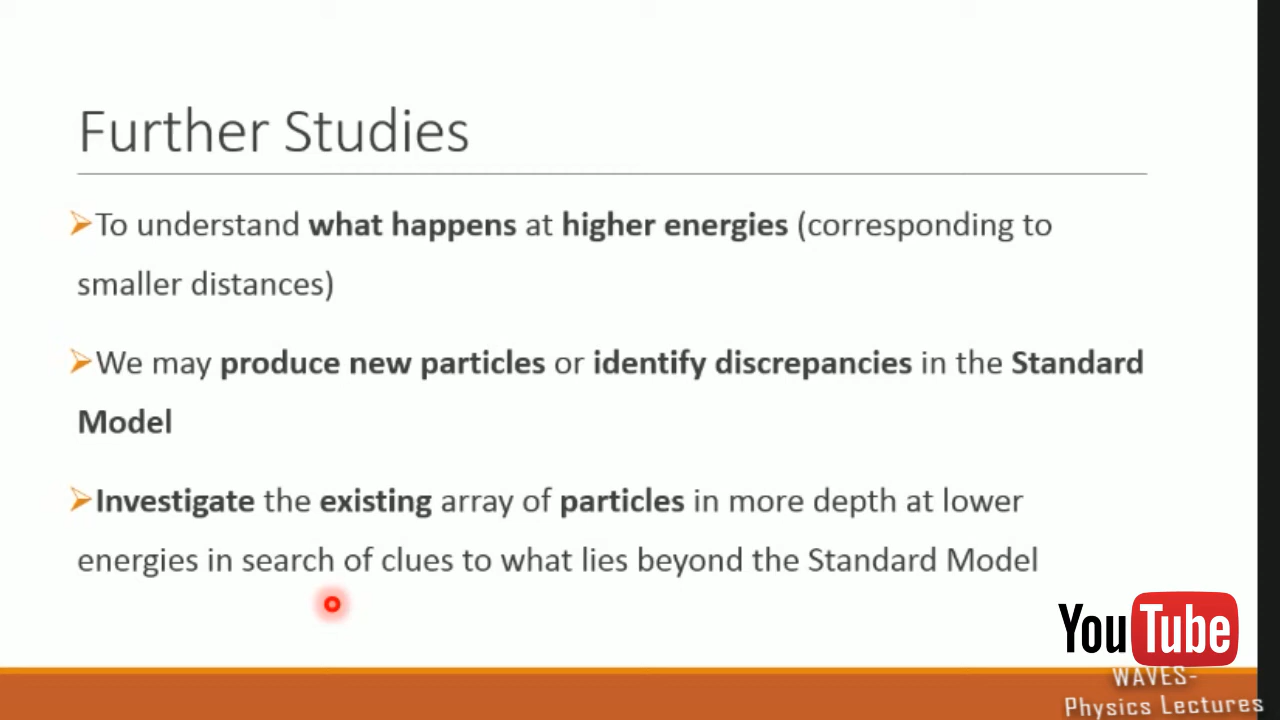 Further Studies
To understand what happens at higher energies (corresponding to
smaller distances)
We may produce new particles or identify discrepancies in the Standard
Model
Investigate the existing array of particles in more depth at lower
energies in search of clues to what lies beyond the Standard Model
YouTube
WAVES-
Physics Lectures